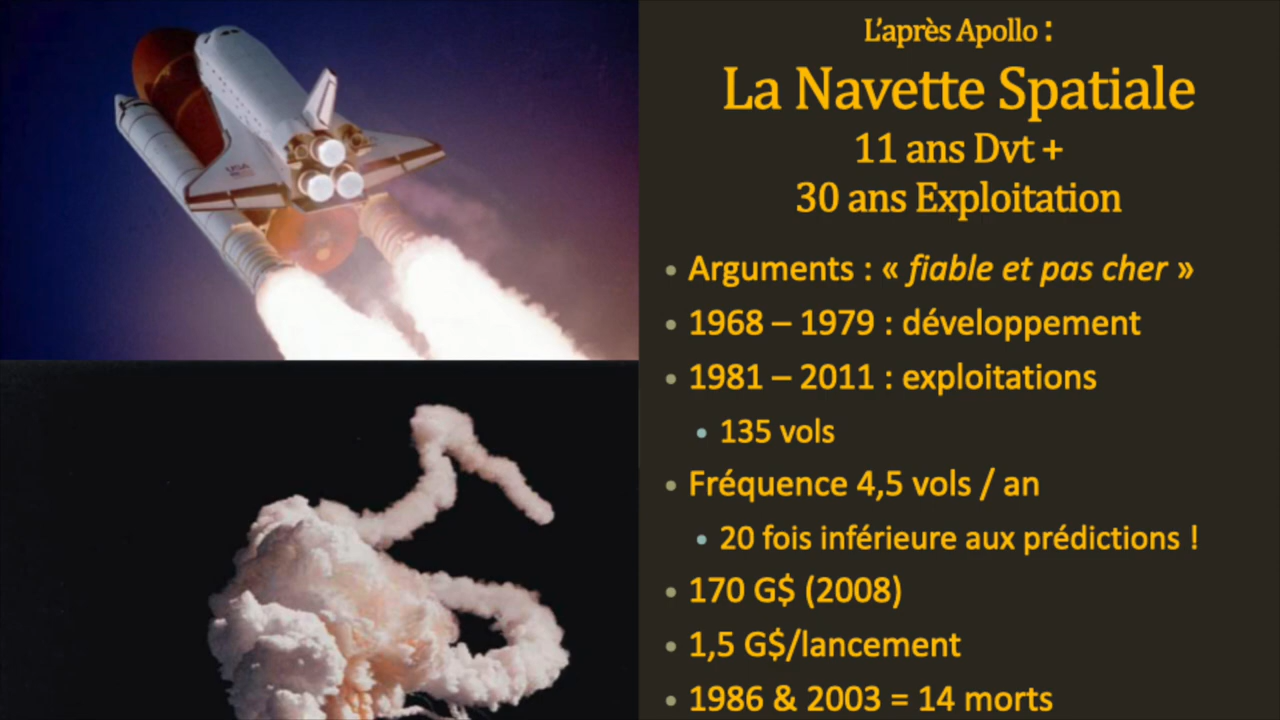 L'après Apollo :
La Navette Spatiale
11 ans Dvt +
30 ans Exploitation
• Arguments : « fiable et pas cher »
• 1968 – 1979 : développement
• 1981 – 2011 : exploitations
• 135 vols
• Fréquence 4,5 vols / an
• 20 fois inférieure aux prédictions !
• 170 G$ (2008)
• 1,5 G$/lancement
• 1986 & 2003 = 14 morts
USA